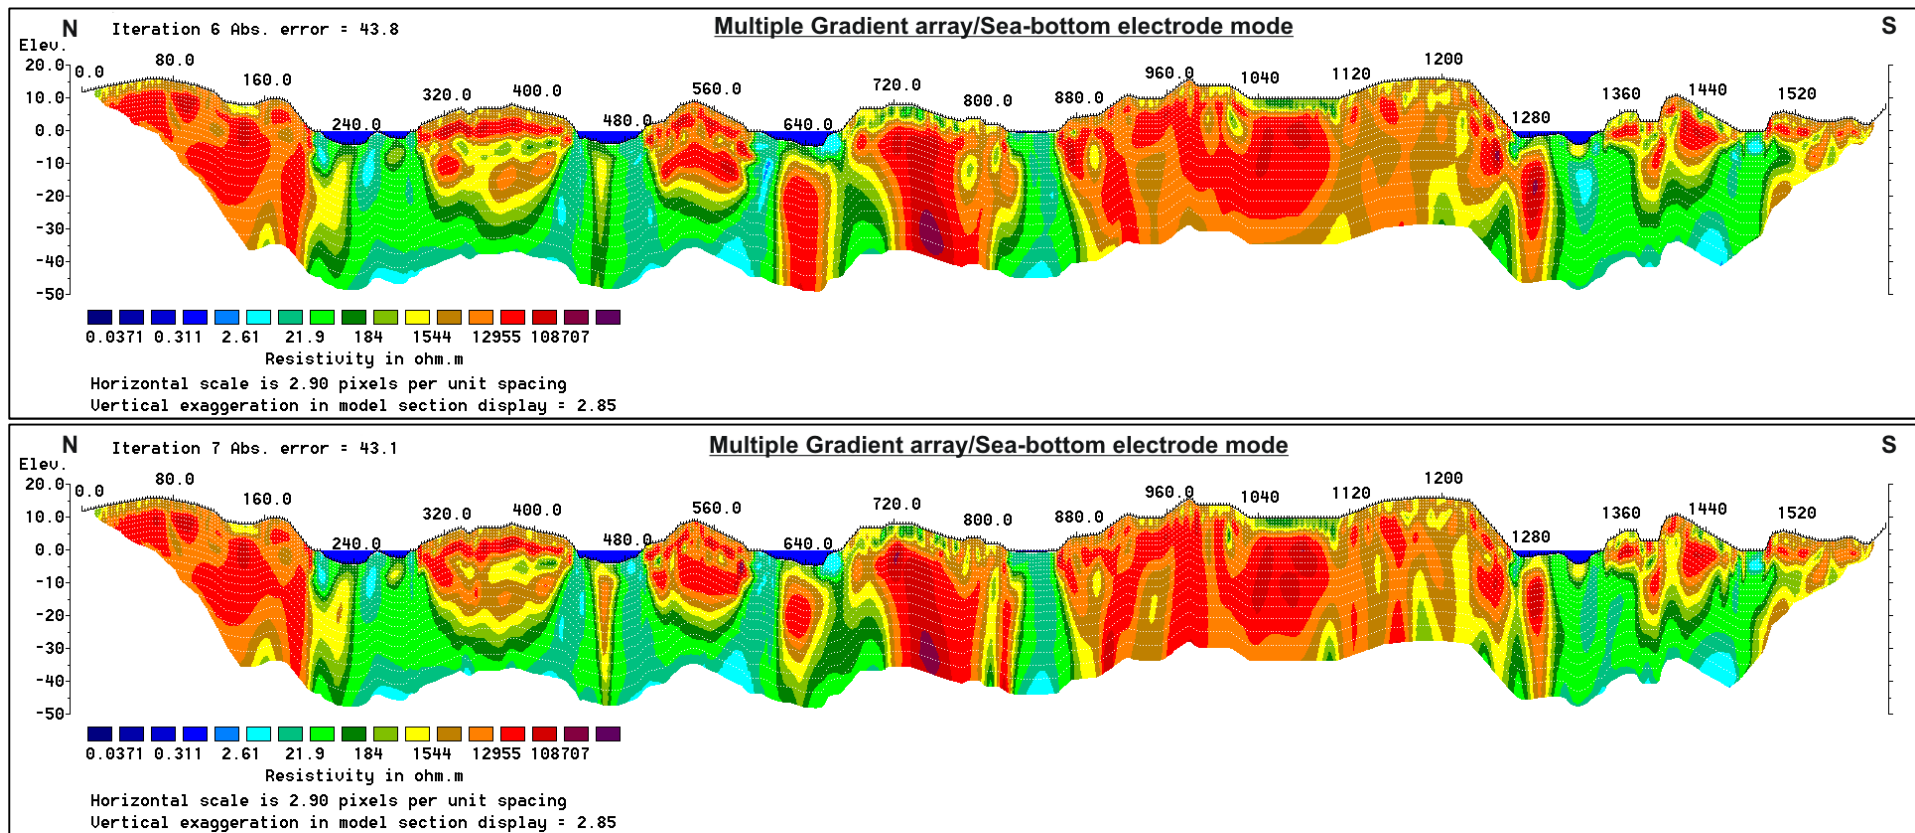 N Iteration 6 Abs. error = 43.8 Multiple Gradient array/Sea-bottom electrode mode S
Elev.
20.0 0.0 80.0 160.0 320.0 400.0 560.0 720.0 800.0 880.0 960.0 1040 1120 1200 1360 1440 1520
10.0
0.0 240.0 480.0 640.0 1280
-10
-20
-30
-40
-50
0.0371 0.311 2.61 21.9 184 1544 12955 108707
Resistivity in ohm.m
Horizontal scale is 2.90 pixels per unit spacing
Vertical exaggeration in model section display = 2.85
N Iteration 7 Abs. error = 43.1 Multiple Gradient array/Sea-bottom electrode mode S
Elev.
20.0 0.0 80.0 160.0 320.0 400.0 560.0 720.0 800.0 880.0 960.0 1040 1120 1200 1360 1440 1520
10.0
0.0 240.0 480.0 640.0 1280
-10
-20
-30
-40
-50
0.0371 0.311 2.61 21.9 184 1544 12955 108707
Resistivity in ohm.m
Horizontal scale is 2.90 pixels per unit spacing
Vertical exaggeration in model section display = 2.85